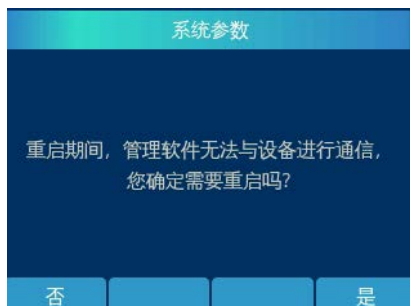 系统参数
重启期间，管理软件无法与设备进行通信，
您确定需要重启吗?
否
是